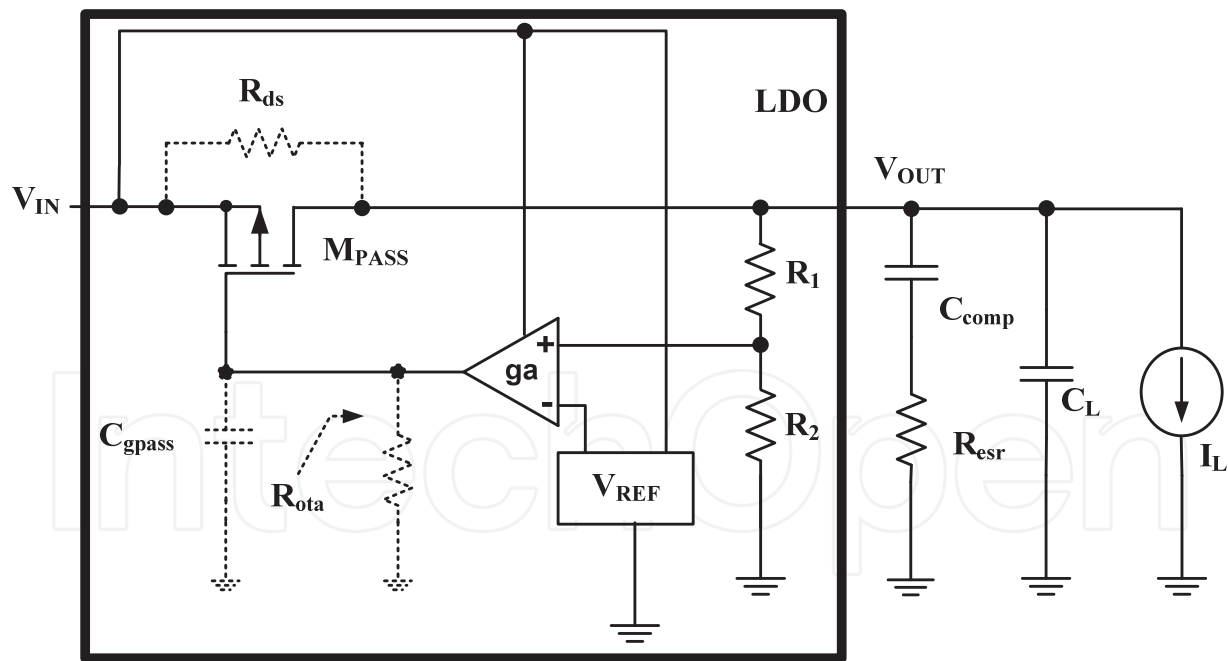 R_ds
LDO
V_IN
V_OUT
M_PASS
R_1
C_comp
+
ga
-
C_gpass
R_2
C_L
R_esr
I_L
R_ota
V_REF
IntechOpen